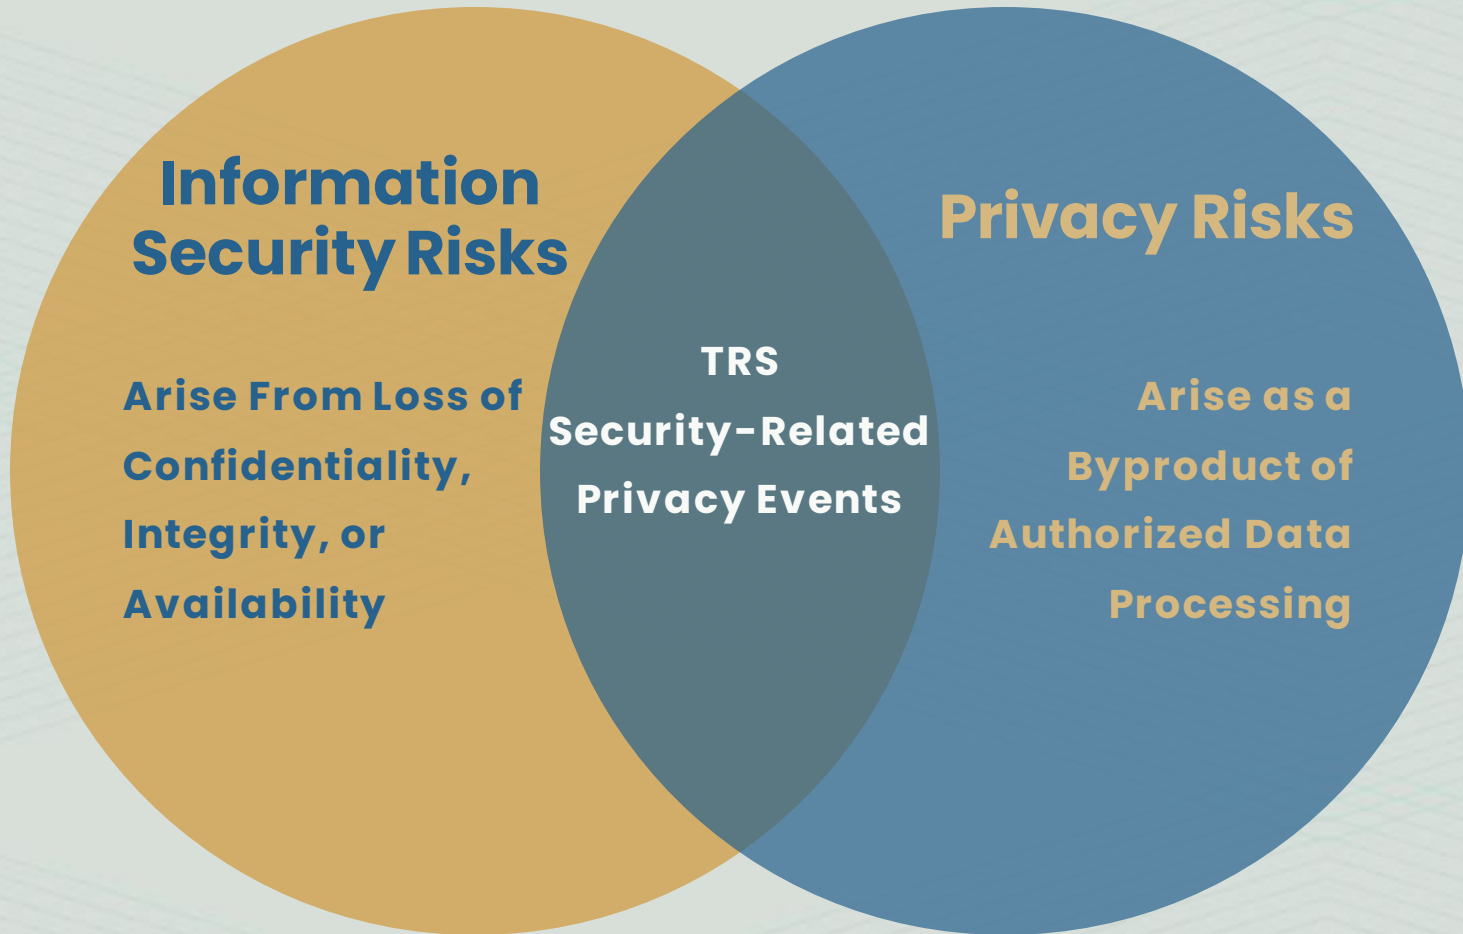 Information
Security Risks
Arise From Loss of
Confidentiality,
Integrity, or
Availability
TRS
Security-Related
Privacy Events
Privacy Risks
Arise as a
Byproduct of
Authorized Data
Processing